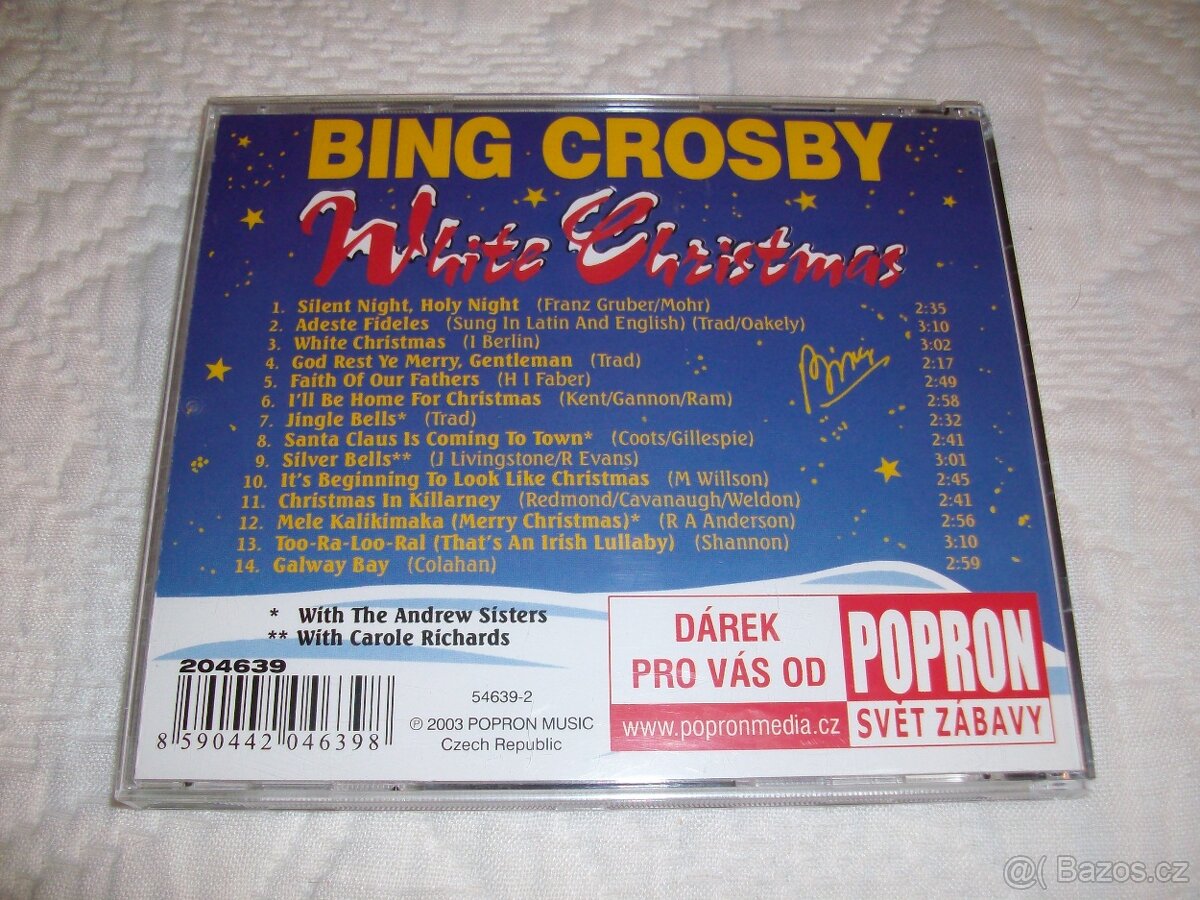 BING CROSBY
White Christmas
1. Silent Night, Holy Night (Franz Gruber/Mohr) 2:35
2. Adeste Fideles (Sung In Latin And English) (Trad/Oakely) 3:10
3. White Christmas (I Berlin) 3:02
4. God Rest Ye Merry, Gentleman (Trad) 2:17
5. Faith Of Our Fathers (H I Faber) 2:49
6. I'll Be Home For Christmas (Kent/Gannon/Ram) 2:58
7. Jingle Bells* (Trad) 2:32
8. Santa Claus Is Coming To Town* (Coots/Gillespie) 2:41
9. Silver Bells** (J Livingstone/R Evans) 3:01
10. It's Beginning To Look Like Christmas (M Willson) 2:45
11. Christmas In Killarney (Redmond/Cavanaugh/Weldon) 2:41
12. Mele Kalikimaka (Merry Christmas)* (R A Anderson) 2:56
13. Too-Ra-Loo-Ral (That's An Irish Lullaby) (Shannon) 3:10
14. Galway Bay (Colahan) 2:59
Bing
* With The Andrew Sisters
** With Carole Richards
204639
8 590442 046398
54639-2
℗ 2003 POPRON MUSIC
Czech Republic
DÁREK
PRO VÁS OD
www.popronmedia.cz
POPRON
SVĚT ZÁBAVY
@( Bazos.cz